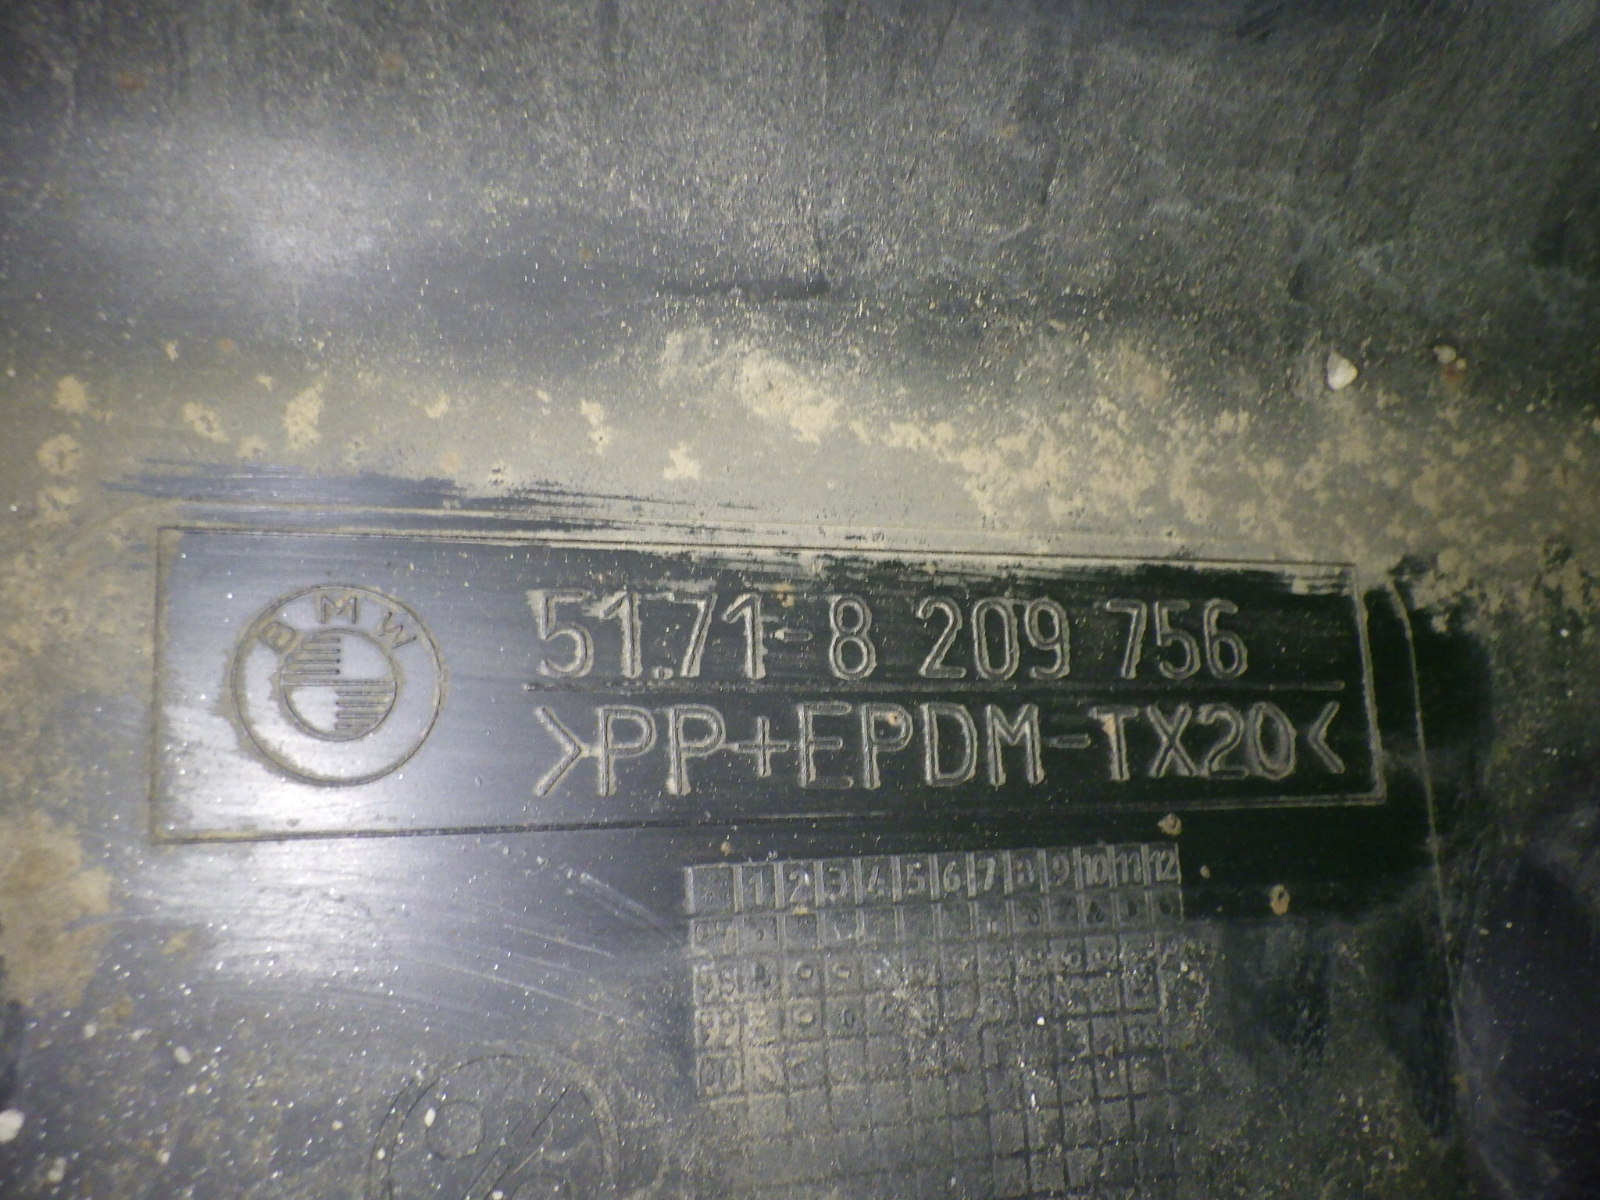 BMW
51.71-8 209 756
>PP+EPDM-TX20<
1 2 3 4 5 6 7 8 9 10 11 12